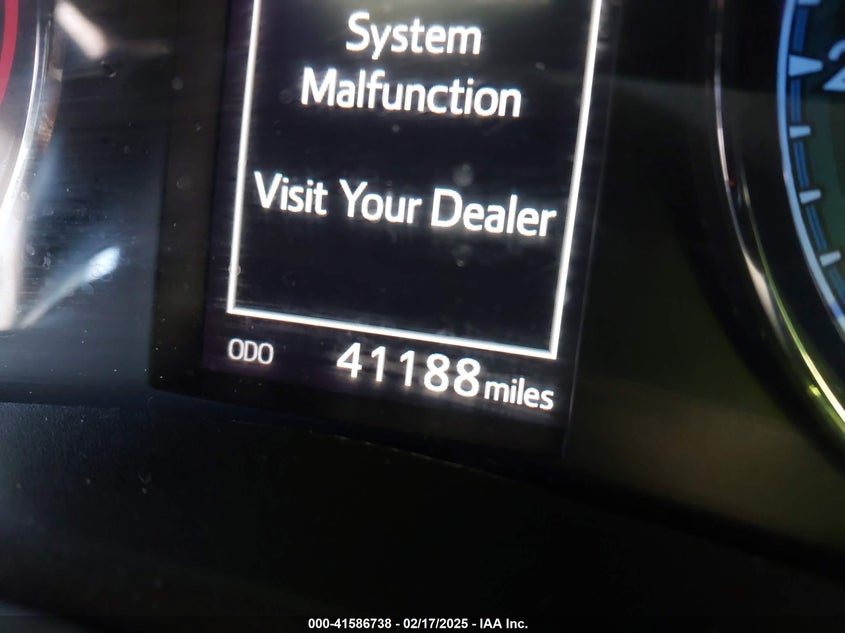 System
Malfunction
Visit Your Dealer
ODO 41188 miles
000-41586738 - 02/17/2025 - IAA Inc.